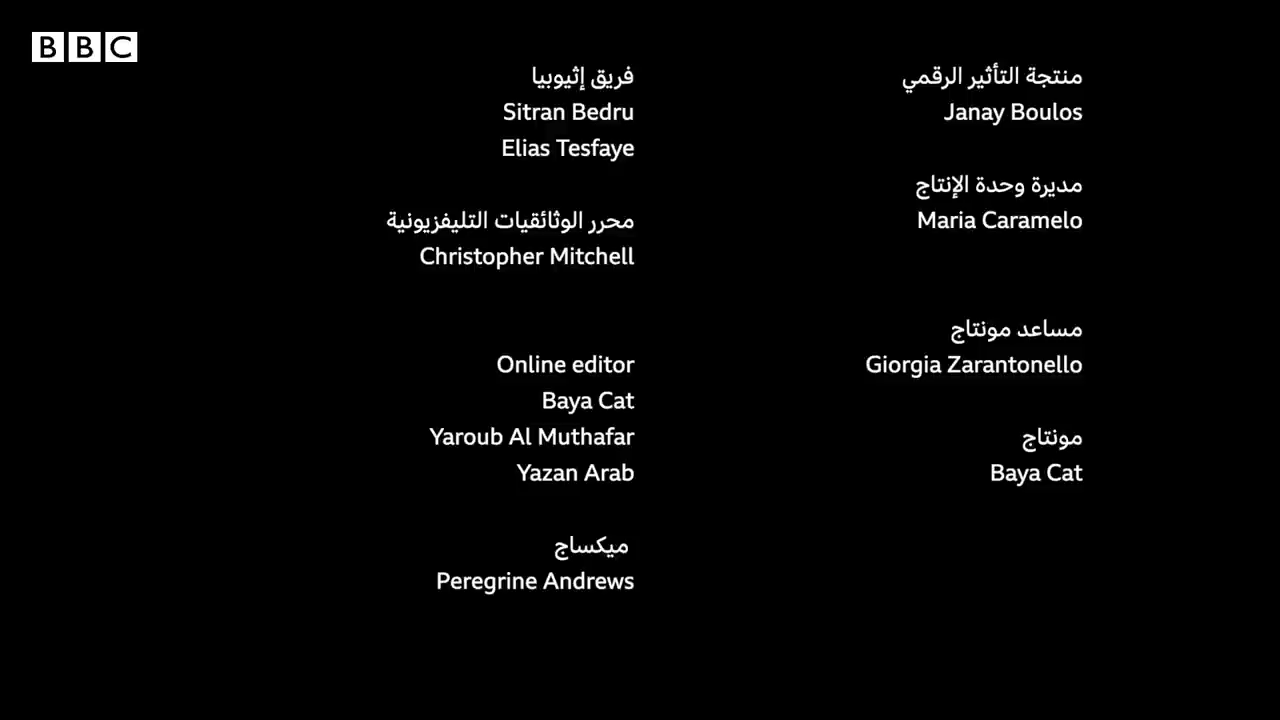 BBC
منتجة التأثير الرقمي
Janay Boulos
مديرة وحدة الإنتاج
Maria Caramelo
مساعد مونتاج
Giorgia Zarantonello
مونتاج
Baya Cat
فريق إثيوبيا
Sitran Bedru
Elias Tesfaye
محرر الوثائقيات التليفزيونية
Christopher Mitchell
Online editor
Baya Cat
Yaroub Al Muthafar
Yazan Arab
ميكساج
Peregrine Andrews